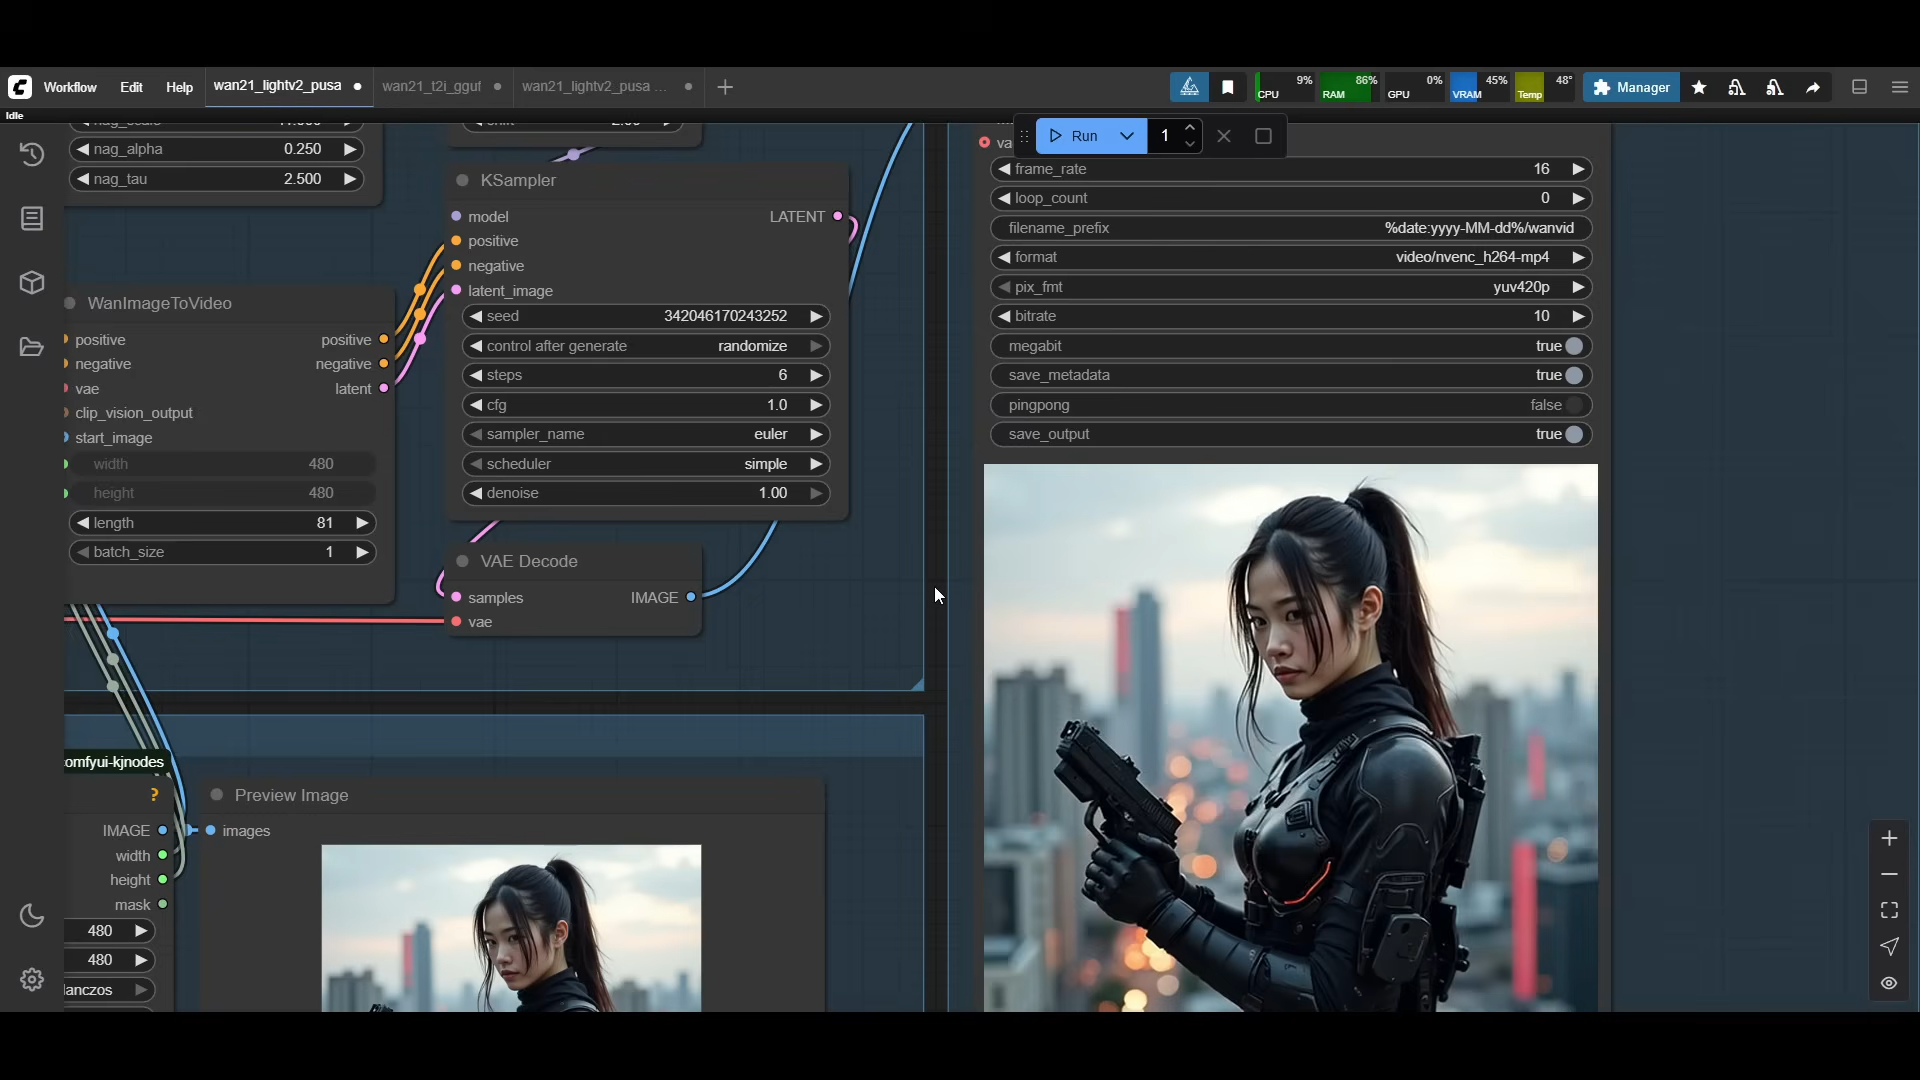 Workflow
Edit
Help
wan21_lightv2_pusa
wan21_t2i_gguf
wan21_lightv2_pusa ...
CPU
9%
RAM
86%
GPU
0%
VRAM
45%
Temp
48°
Manager
Idle
Run
1
nag_alpha 0.250
nag_tau 2.500
WanImageToVideo
positive positive
negative negative
vae latent
clip_vision_output
start_image
width 480
height 480
length 81
batch_size 1
KSampler
model LATENT
positive
negative
latent_image
seed 342046170243252
control after generate randomize
steps 6
cfg 1.0
sampler_name euler
scheduler simple
denoise 1.00
VAE Decode
samples IMAGE
vae
va
frame_rate 16
loop_count 0
filename_prefix %date:yyyy-MM-dd%/wanvid
format video/nvenc_h264-mp4
pix_fmt yuv420p
bitrate 10
megabit true
save_metadata true
pingpong false
save_output true
omfyui-kjnodes
?
IMAGE
width
height
mask
480
480
lanczos
Preview Image
images